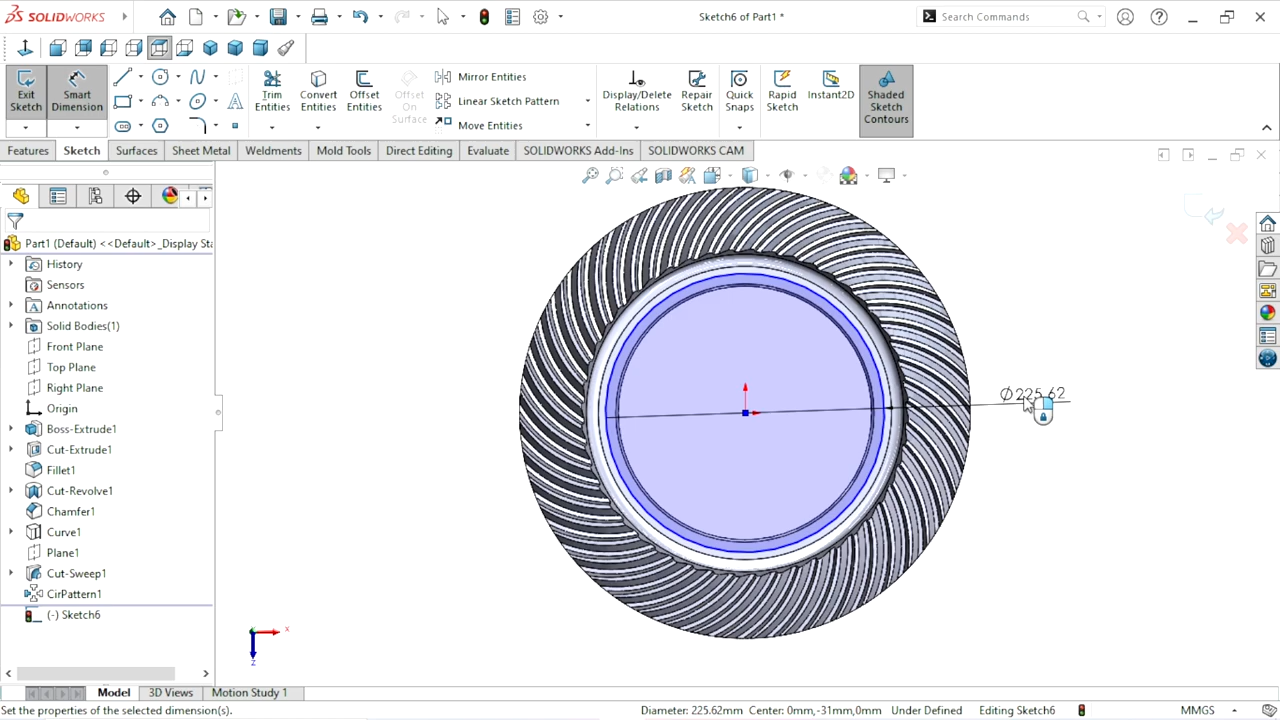 SOLIDWORKS
Sketch6 of Part1 *
Search Commands
Exit Sketch
Smart Dimension
Trim Entities
Convert Entities
Offset Entities
Offset On Surface
Mirror Entities
Linear Sketch Pattern
Move Entities
Display/Delete Relations
Repair Sketch
Quick Snaps
Rapid Sketch
Instant2D
Shaded Sketch Contours
Features Sketch Surfaces Sheet Metal Weldments Mold Tools Direct Editing Evaluate SOLIDWORKS Add-Ins SOLIDWORKS CAM
Part1 (Default) <<Default>_Display Sta
History
Sensors
Annotations
Solid Bodies(1)
Front Plane
Top Plane
Right Plane
Origin
Boss-Extrude1
Cut-Extrude1
Fillet1
Cut-Revolve1
Chamfer1
Curve1
Plane1
Cut-Sweep1
CirPattern1
(-) Sketch6
Ø225.62
x
z
Model 3D Views Motion Study 1
Set the properties of the selected dimension(s). Diameter: 225.62mm Center: 0mm,-31mm,0mm Under Defined Editing Sketch6 MMGS